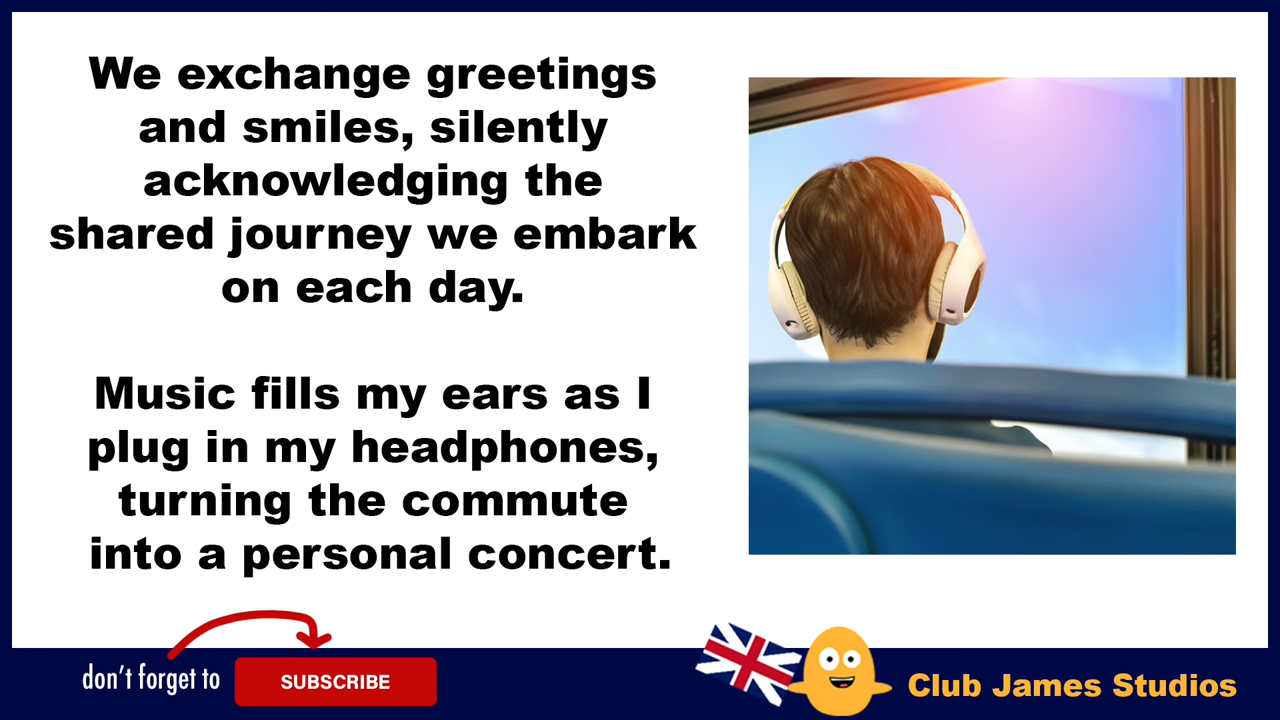 We exchange greetings
and smiles, silently
acknowledging the
shared journey we embark
on each day.
Music fills my ears as I
plug in my headphones,
turning the commute
into a personal concert.
don't forget to
SUBSCRIBE
Club James Studios